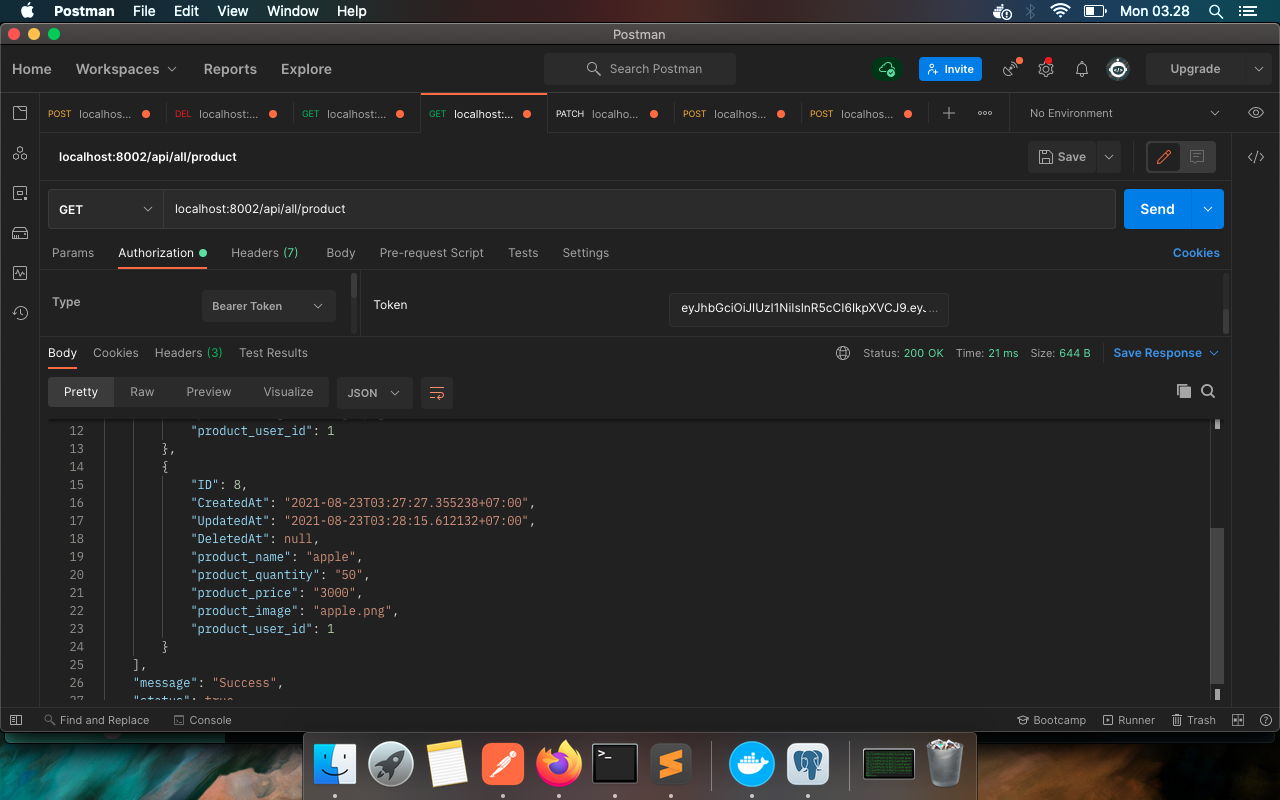 Postman File Edit View Window Help Mon 03.28
Postman
Home Workspaces Reports Explore Search Postman Invite Upgrade
POST localhos... DEL localhost:... GET localhost:... GET localhost:... PATCH localho... POST localhos... POST localhos... No Environment
localhost:8002/api/all/product Save
GET localhost:8002/api/all/product Send
Params Authorization Headers (7) Body Pre-request Script Tests Settings Cookies
Type Bearer Token Token eyJhbGciOiJIUzI1NiIsInR5cCI6IkpXVCJ9.eyJ...
Body Cookies Headers (3) Test Results Status: 200 OK Time: 21 ms Size: 644 B Save Response
Pretty Raw Preview Visualize JSON
12 "product_user_id": 1
13 },
14 {
15 "ID": 8,
16 "CreatedAt": "2021-08-23T03:27:27.355238+07:00",
17 "UpdatedAt": "2021-08-23T03:28:15.612132+07:00",
18 "DeletedAt": null,
19 "product_name": "apple",
20 "product_quantity": "50",
21 "product_price": "3000",
22 "product_image": "apple.png",
23 "product_user_id": 1
24 }
25 ],
26 "message": "Success",
27 "status": true
Find and Replace Console Bootcamp Runner Trash